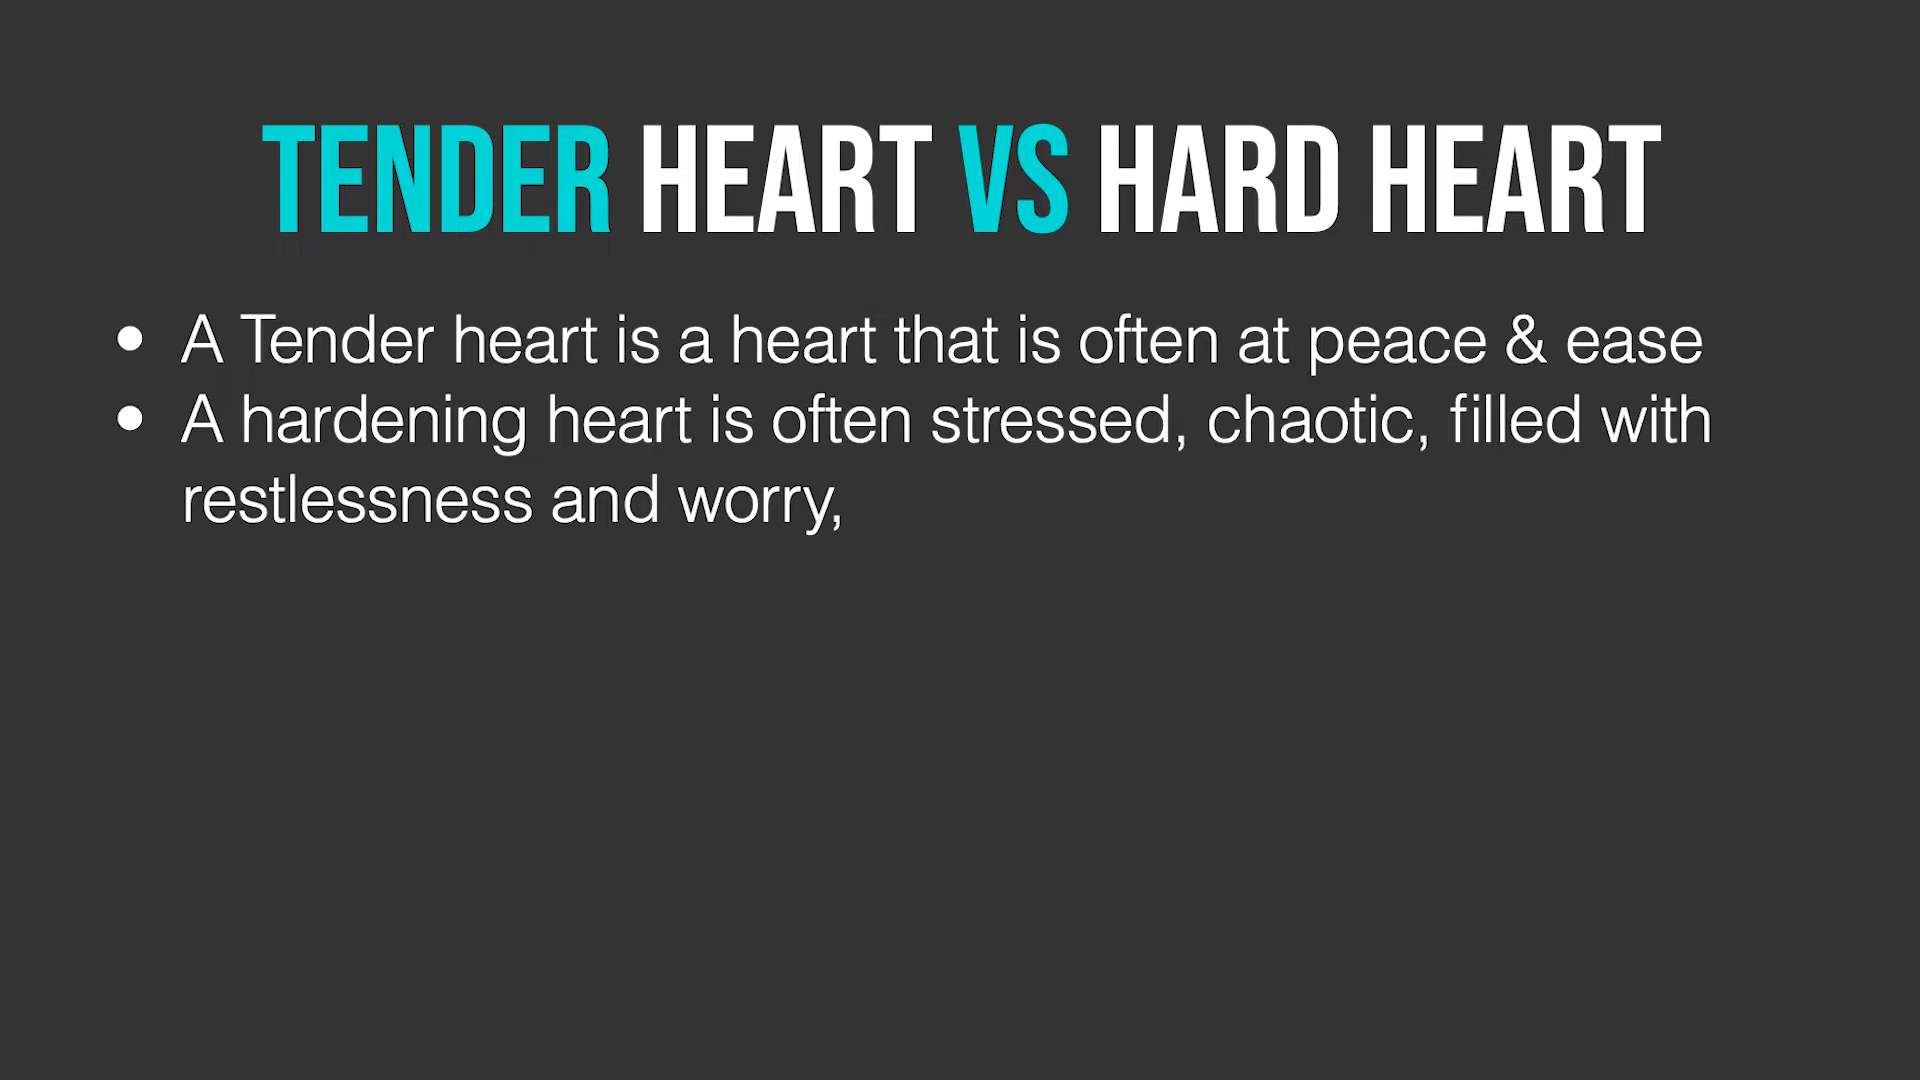 TENDER HEART VS HARD HEART
• A Tender heart is a heart that is often at peace & ease
• A hardening heart is often stressed, chaotic, filled with
restlessness and worry,